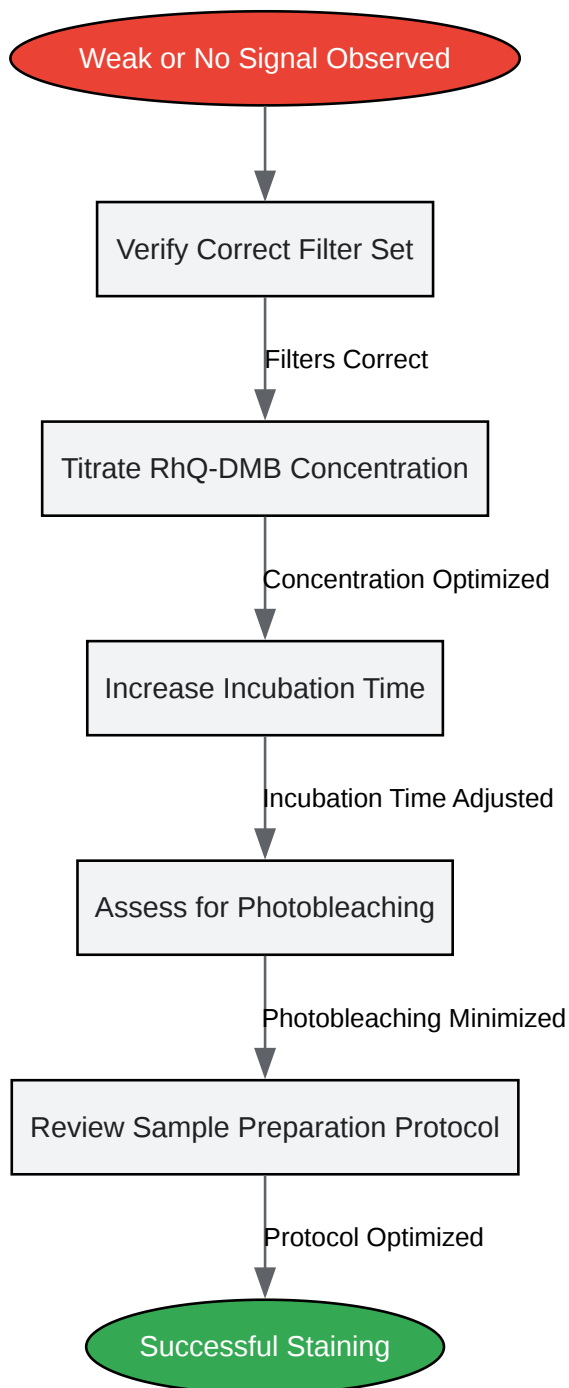 Weak or No Signal Observed
Verify Correct Filter Set
Filters Correct
Titrate RhQ-DMB Concentration
Concentration Optimized
Increase Incubation Time
Incubation Time Adjusted
Assess for Photobleaching
Photobleaching Minimized
Review Sample Preparation Protocol
Protocol Optimized
Successful Staining